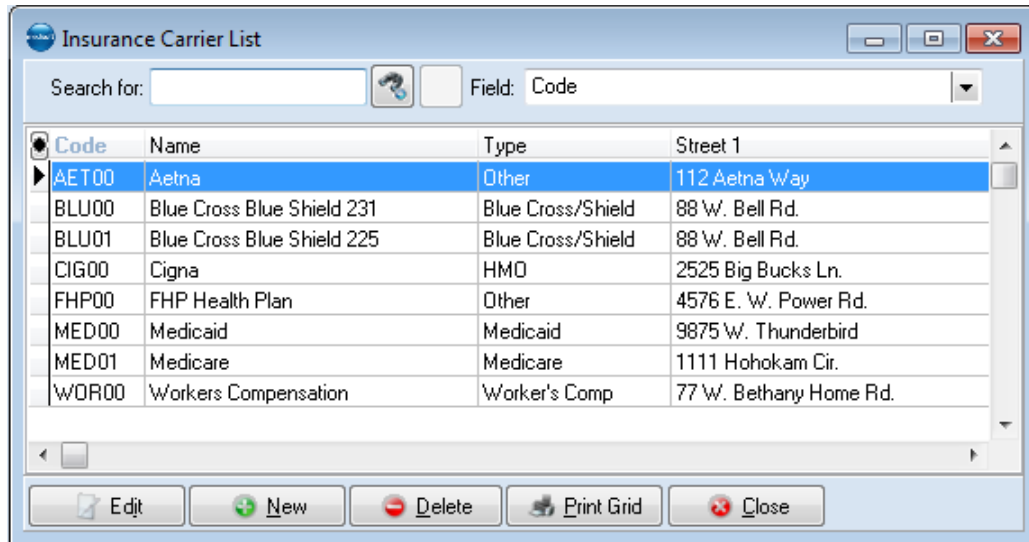 Insurance Carrier List
Search for: Field: Code
Code Name Type Street 1
AET00 Aetna Other 112 Aetna Way
BLU00 Blue Cross Blue Shield 231 Blue Cross/Shield 88 W. Bell Rd.
BLU01 Blue Cross Blue Shield 225 Blue Cross/Shield 88 W. Bell Rd.
CIG00 Cigna HMO 2525 Big Bucks Ln.
FHP00 FHP Health Plan Other 4576 E. W. Power Rd.
MED00 Medicaid Medicaid 9875 W. Thunderbird
MED01 Medicare Medicare 1111 Hohokam Cir.
WOR00 Workers Compensation Worker's Comp 77 W. Bethany Home Rd.
Edit New Delete Print Grid Close